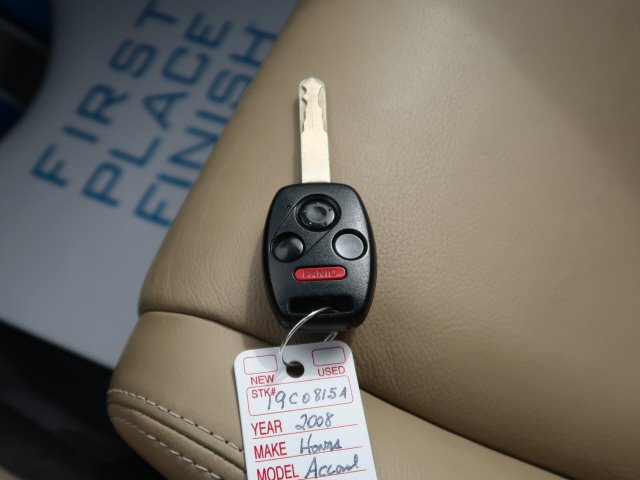 FIRST
PLACE
FINISH
PANIC
NEW USED
STK# 19C0815A
YEAR 2008
MAKE Honda
MODEL Accord